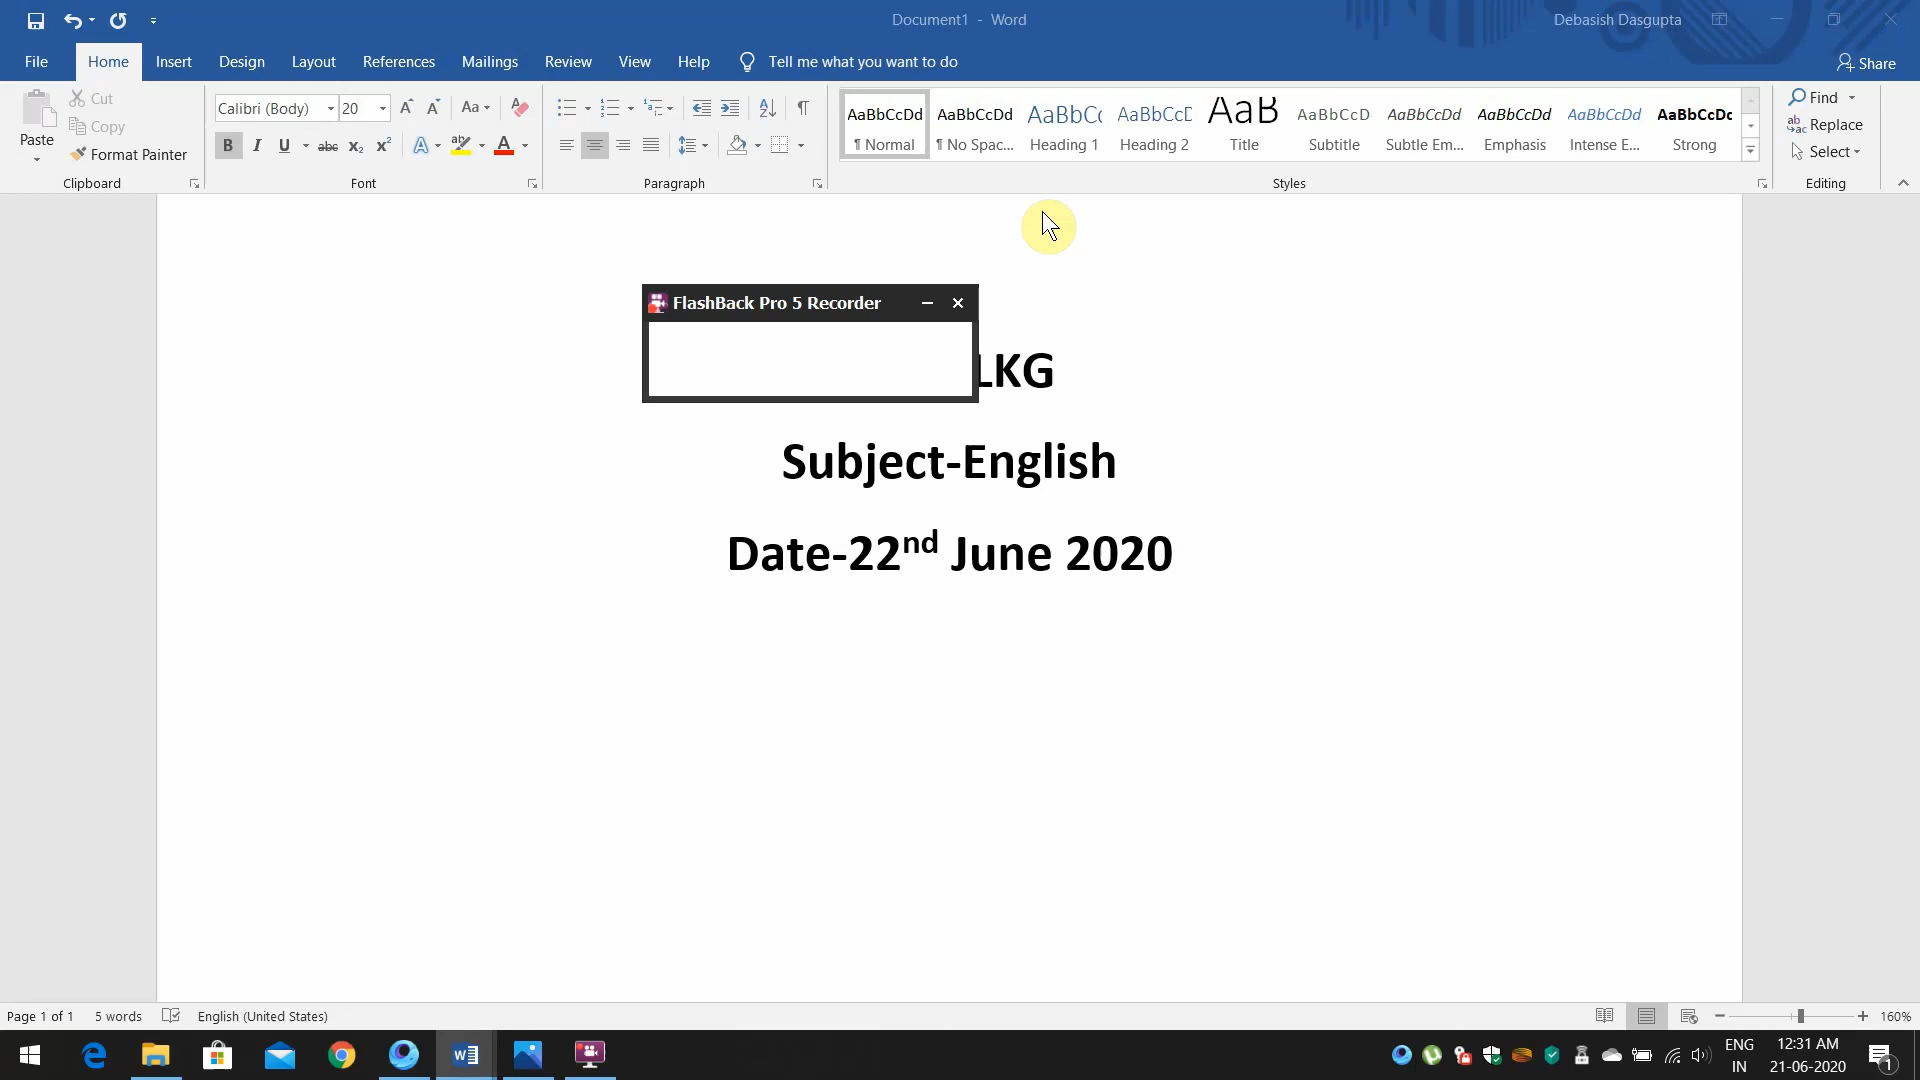 Document1 - Word
Debasish Dasgupta
File Home Insert Design Layout References Mailings Review View Help Tell me what you want to do
Share
Paste
Cut
Copy
Format Painter
Clipboard
Calibri (Body) 20
Font
Paragraph
AaBbCcDd AaBbCcDd AaBbCc AaBbCcD AaB AaBbCcD AaBbCcDd AaBbCcDd AaBbCcDd AaBbCcDc
¶ Normal ¶ No Spac... Heading 1 Heading 2 Title Subtitle Subtle Em... Emphasis Intense E... Strong
Styles
Find
Replace
Select
Editing
FlashBack Pro 5 Recorder
LKG
Subject-English
Date-22nd June 2020
Page 1 of 1 5 words English (United States)
160%
ENG
IN
12:31 AM
21-06-2020
1